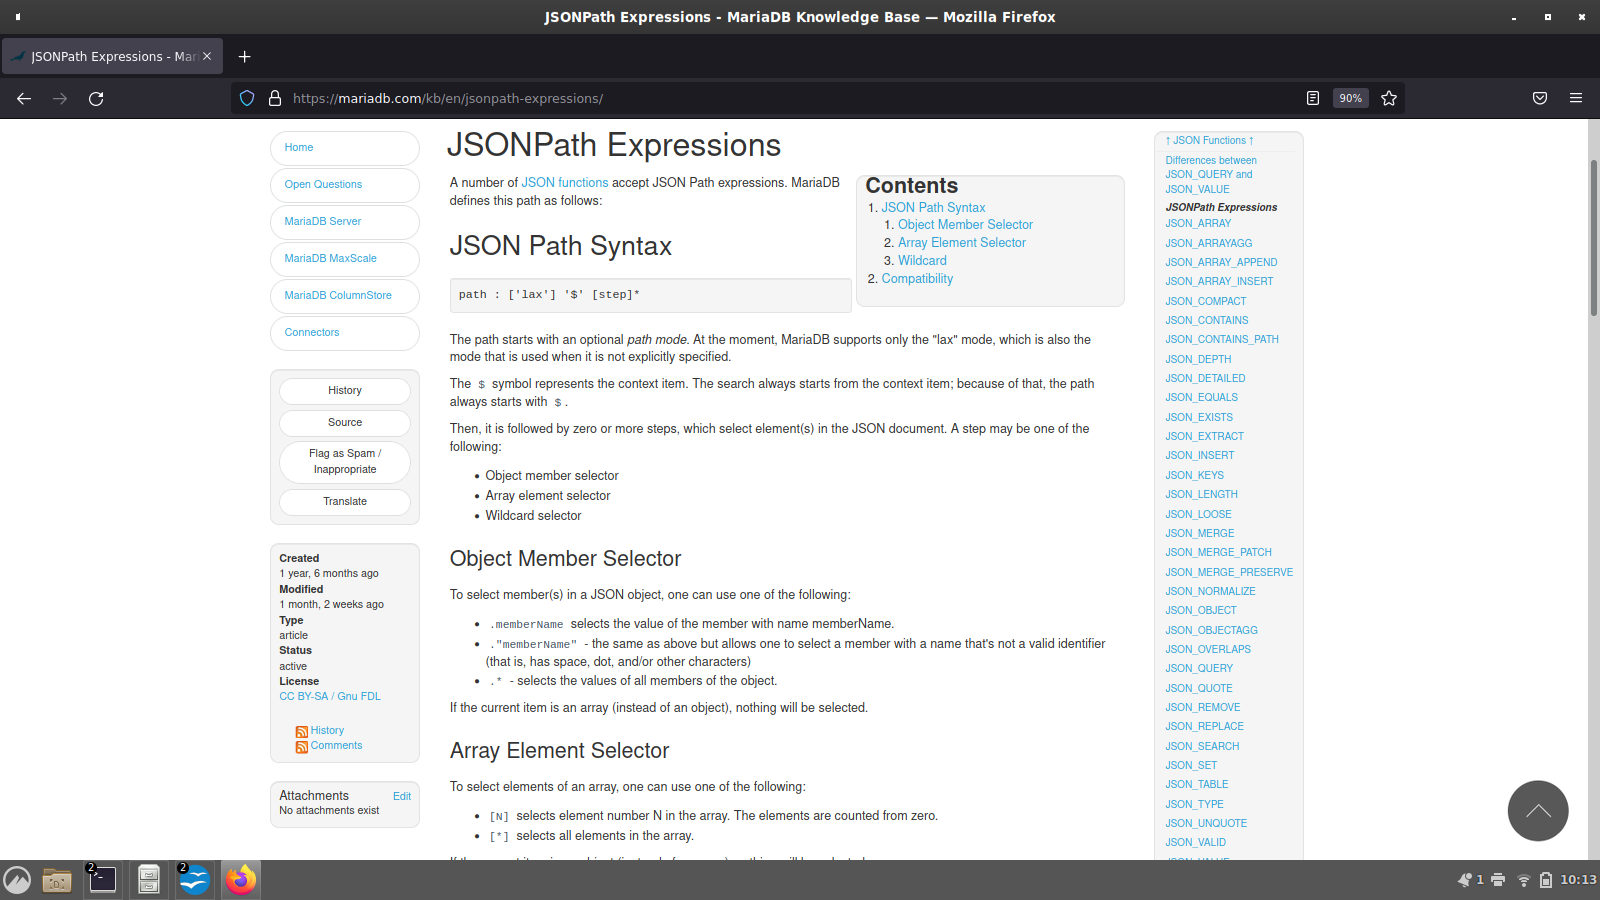 JSONPath Expressions - MariaDB Knowledge Base — Mozilla Firefox
JSONPath Expressions - Mar
https://mariadb.com/kb/en/jsonpath-expressions/
90%
Home
Open Questions
MariaDB Server
MariaDB MaxScale
MariaDB ColumnStore
Connectors
History
Source
Flag as Spam /
Inappropriate
Translate
Created
1 year, 6 months ago
Modified
1 month, 2 weeks ago
Type
article
Status
active
License
CC BY-SA / Gnu FDL
History
Comments
Attachments
Edit
No attachments exist
JSONPath Expressions
A number of JSON functions accept JSON Path expressions. MariaDB
defines this path as follows:
Contents
1. JSON Path Syntax
1. Object Member Selector
2. Array Element Selector
3. Wildcard
2. Compatibility
JSON Path Syntax
path : ['lax'] '$' [step]*
The path starts with an optional path mode. At the moment, MariaDB supports only the "lax" mode, which is also the
mode that is used when it is not explicitly specified.
The $ symbol represents the context item. The search always starts from the context item; because of that, the path
always starts with $ .
Then, it is followed by zero or more steps, which select element(s) in the JSON document. A step may be one of the
following:
• Object member selector
• Array element selector
• Wildcard selector
Object Member Selector
To select member(s) in a JSON object, one can use one of the following:
• .memberName selects the value of the member with name memberName.
• ."memberName" - the same as above but allows one to select a member with a name that's not a valid identifier
(that is, has space, dot, and/or other characters)
• .* - selects the values of all members of the object.
If the current item is an array (instead of an object), nothing will be selected.
Array Element Selector
To select elements of an array, one can use one of the following:
• [N] selects element number N in the array. The elements are counted from zero.
• [*] selects all elements in the array.
↑ JSON Functions ↑
Differences between
JSON_QUERY and
JSON_VALUE
JSONPath Expressions
JSON_ARRAY
JSON_ARRAYAGG
JSON_ARRAY_APPEND
JSON_ARRAY_INSERT
JSON_COMPACT
JSON_CONTAINS
JSON_CONTAINS_PATH
JSON_DEPTH
JSON_DETAILED
JSON_EQUALS
JSON_EXISTS
JSON_EXTRACT
JSON_INSERT
JSON_KEYS
JSON_LENGTH
JSON_LOOSE
JSON_MERGE
JSON_MERGE_PATCH
JSON_MERGE_PRESERVE
JSON_NORMALIZE
JSON_OBJECT
JSON_OBJECTAGG
JSON_OVERLAPS
JSON_QUERY
JSON_QUOTE
JSON_REMOVE
JSON_REPLACE
JSON_SEARCH
JSON_SET
JSON_TABLE
JSON_TYPE
JSON_UNQUOTE
JSON_VALID
2
2
1
10:13